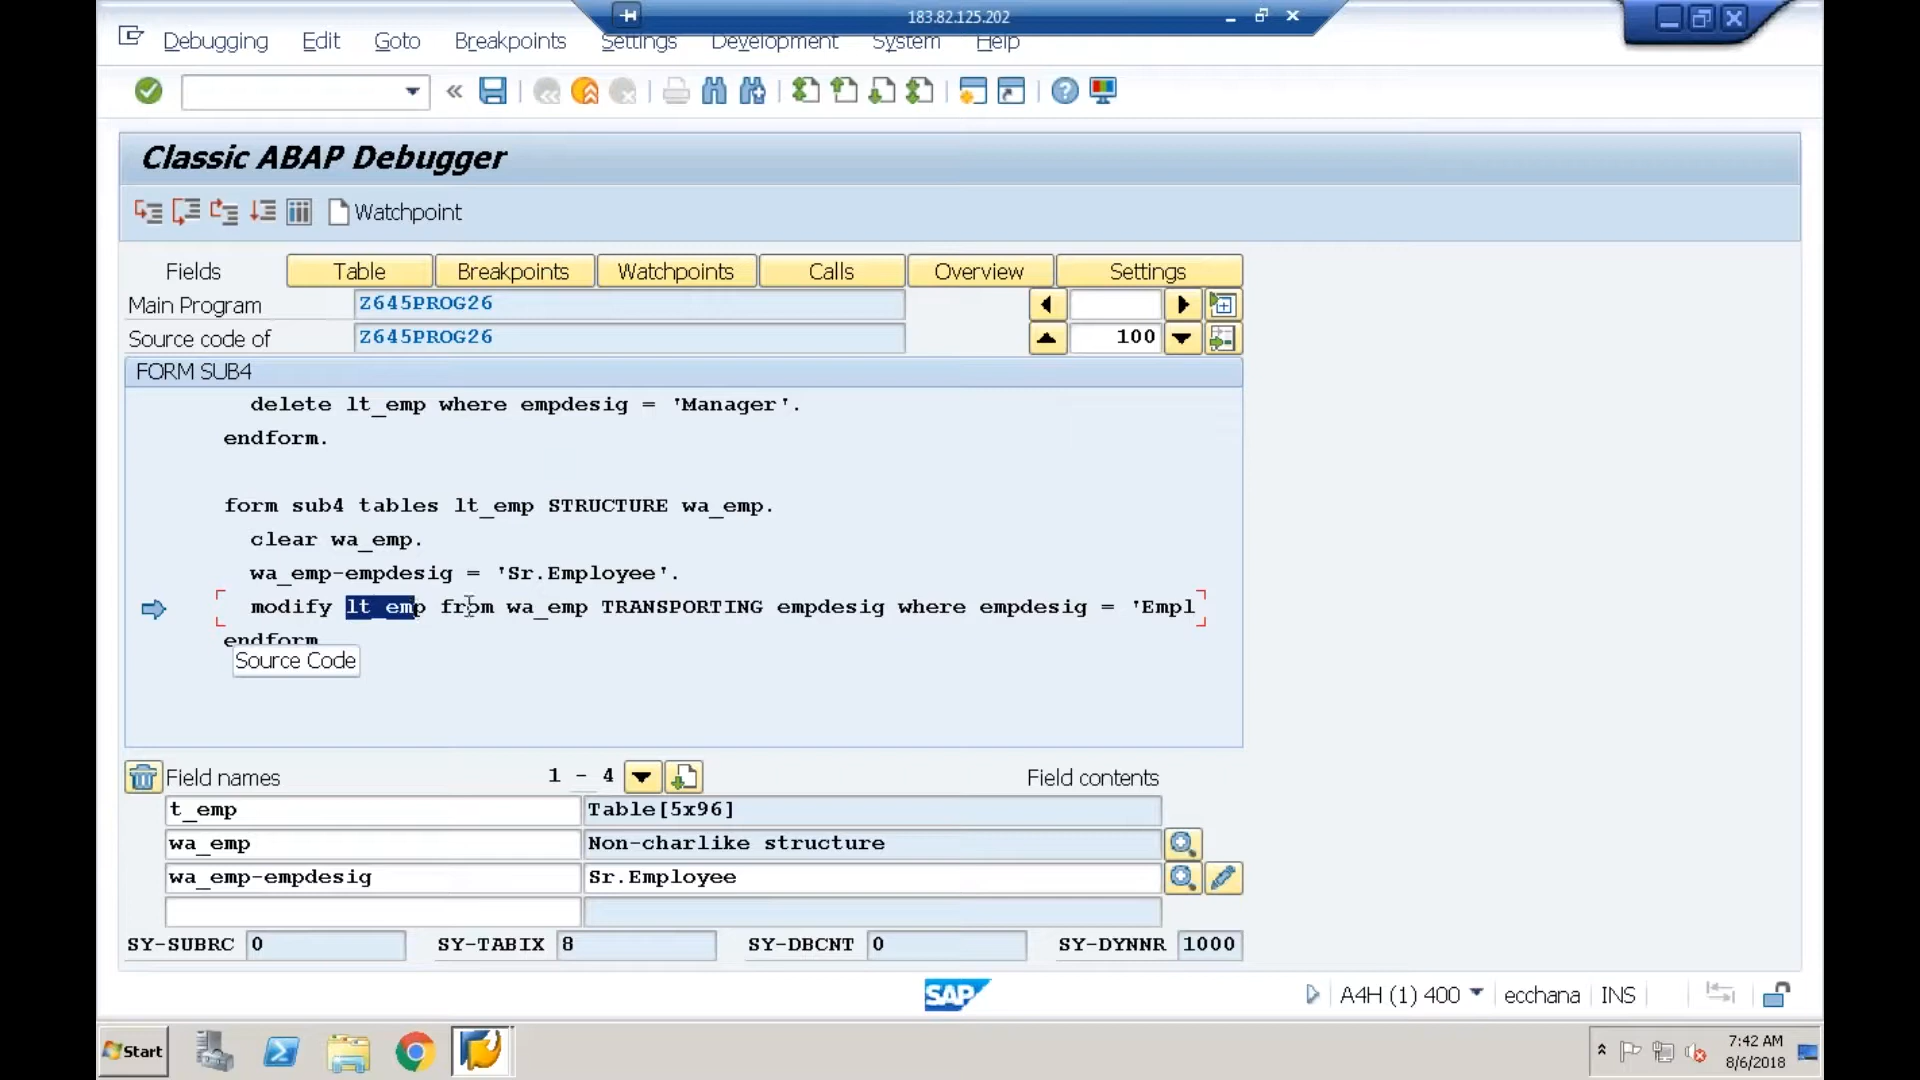 183.82.125.202
Debugging Edit Goto Breakpoints Settings Development System Help
Classic ABAP Debugger
Watchpoint
Fields Table Breakpoints Watchpoints Calls Overview Settings
Main Program Z645PROG26
Source code of Z645PROG26 100
FORM SUB4
delete lt_emp where empdesig = 'Manager'.
endform.
form sub4 tables lt_emp STRUCTURE wa_emp.
clear wa_emp.
wa_emp-empdesig = 'Sr.Employee'.
modify lt_emp from wa_emp TRANSPORTING empdesig where empdesig = 'Empl
endform
Source Code
Field names 1 - 4 Field contents
t_emp Table[5x96]
wa_emp Non-charlike structure
wa_emp-empdesig Sr.Employee
SY-SUBRC 0 SY-TABIX 8 SY-DBCNT 0 SY-DYNNR 1000
SAP A4H (1) 400 ecchana INS
Start 7:42 AM
8/6/2018